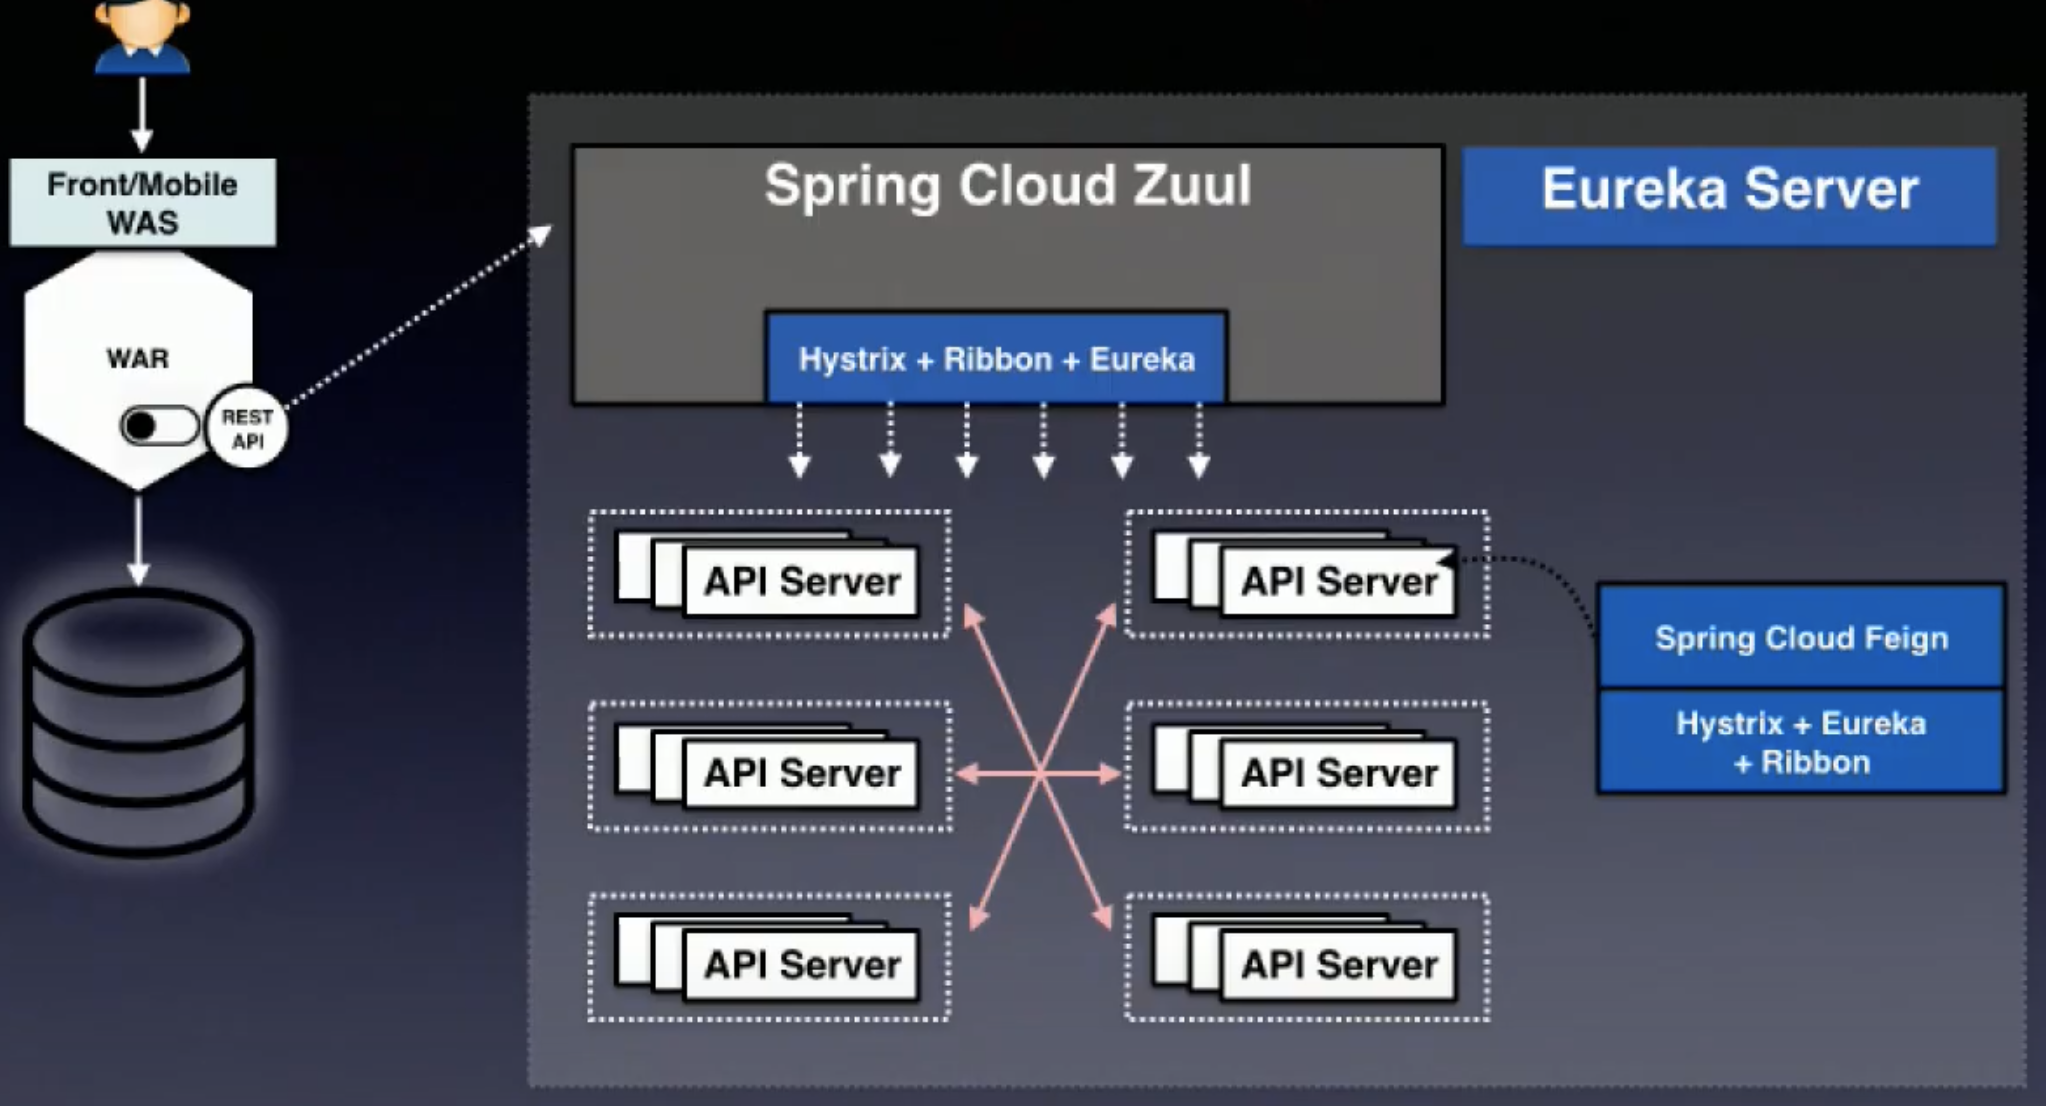 Front/Mobile
WAS
WAR
REST
API
Spring Cloud Zuul
Eureka Server
Hystrix + Ribbon + Eureka
API Server
API Server
API Server
API Server
API Server
API Server
Spring Cloud Feign
Hystrix + Eureka
+ Ribbon